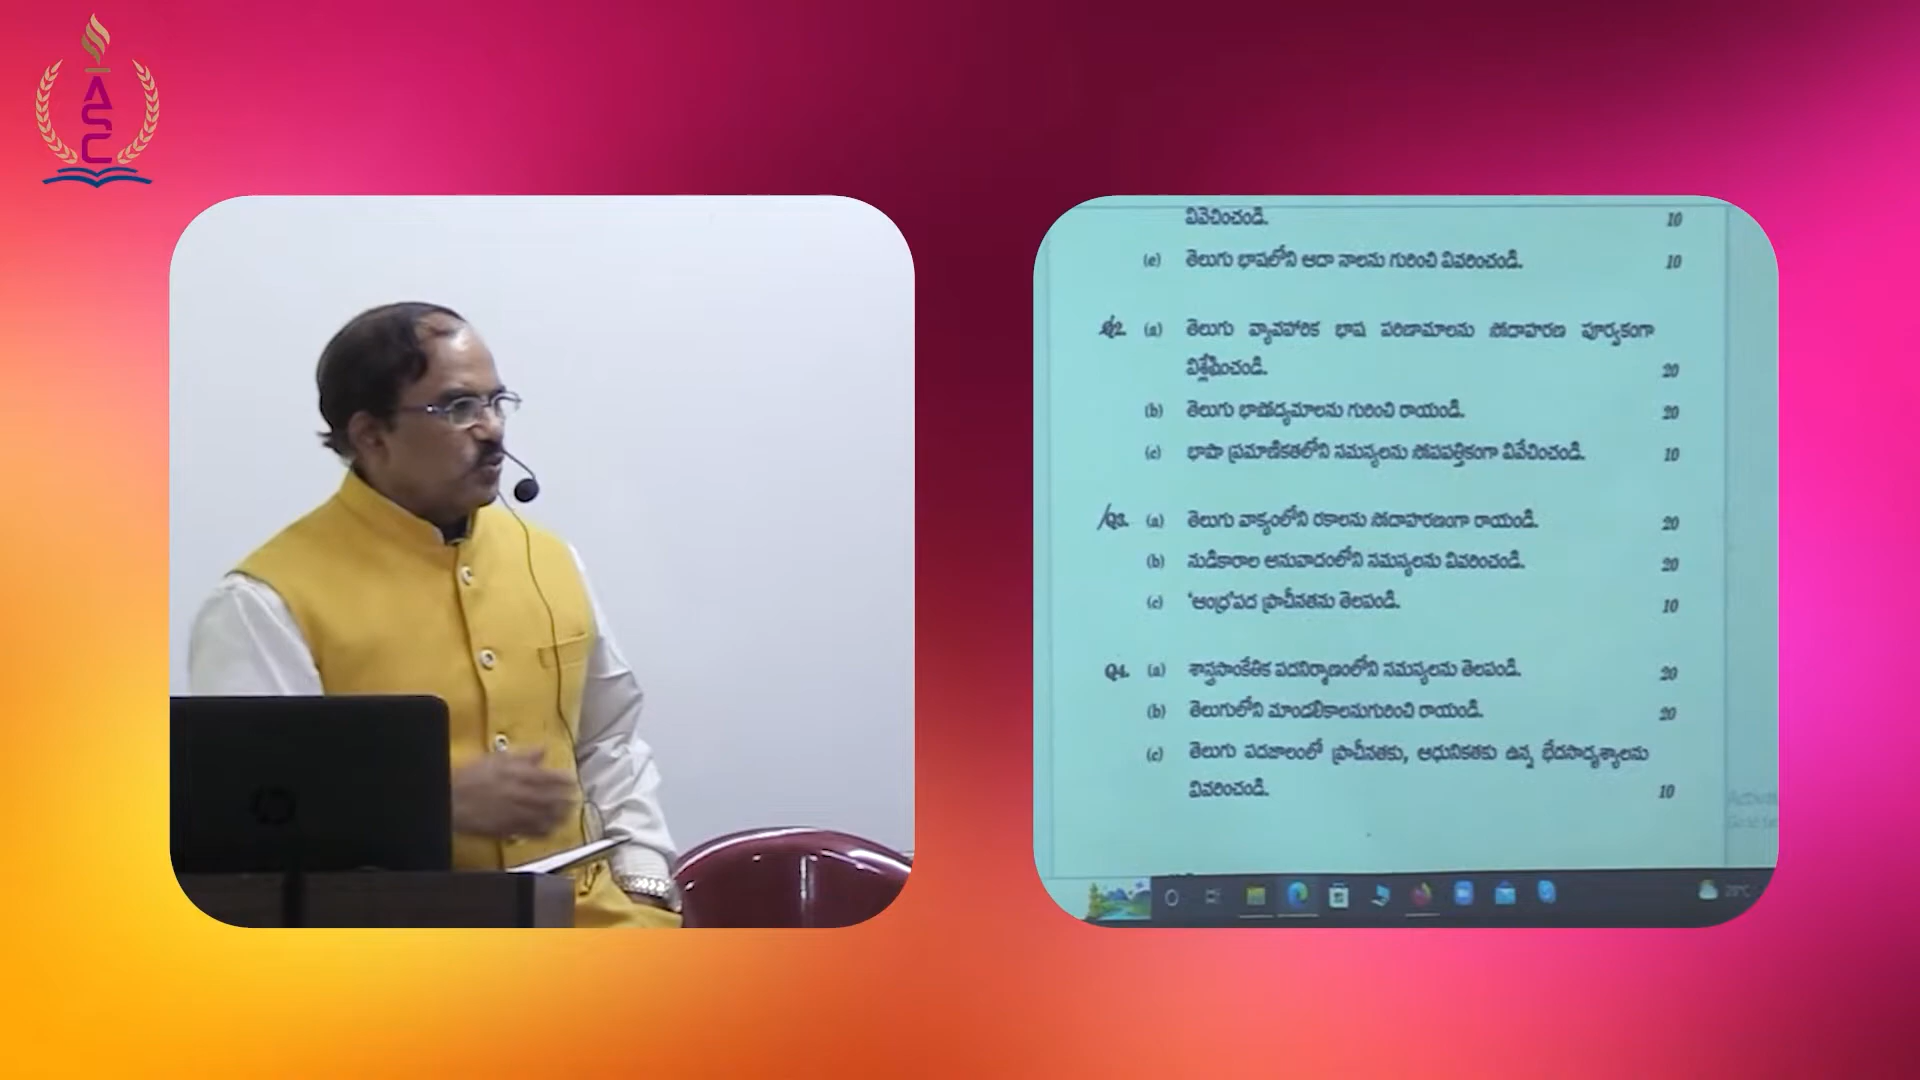 ASC
వివేచించండి. 10
(e) తెలుగు భాషలోని ఆదా నాలను గురించి వివరించండి. 10
Q2. (a) తెలుగు వ్యావహారిక భాష పరిణామాలను సోదాహరణ పూర్వకంగా
విశ్లేషించండి. 20
(b) తెలుగు భాషోద్యమాలను గురించి రాయండి. 20
(c) భాషా ప్రమాణికతలోని సమస్యలను సోపపత్తికంగా వివేచించండి. 10
Q3. (a) తెలుగు వాక్యంలోని రకాలను సోదాహరణంగా రాయండి. 20
(b) నుడికారాల అనువాదంలోని సమస్యలను వివరించండి. 20
(c) 'ఆంధ్ర'పద ప్రాచీనతను తెలపండి. 10
Q4. (a) శాస్త్రసాంకేతిక పదనిర్మాణంలోని సమస్యలను తెలపండి. 20
(b) తెలుగులోని మాండలికాలనుగురించి రాయండి. 20
(c) తెలుగు పదజాలంలో ప్రాచీనతకు, ఆధునికతకు ఉన్న భేదసాదృశ్యాలను
వివరించండి. 10